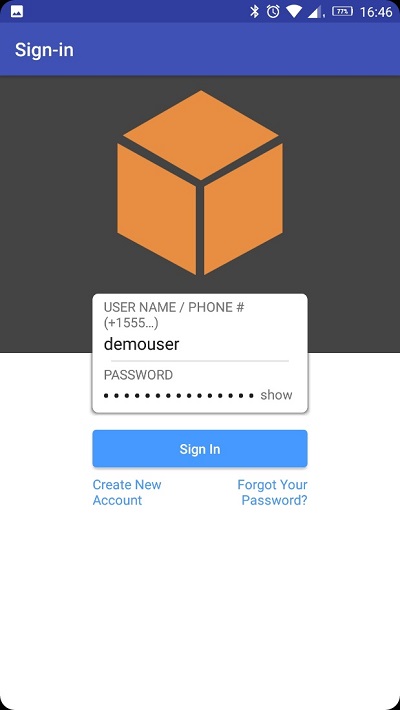 77% 16:46
Sign-in
USER NAME / PHONE #
(+1555...)
demouser
PASSWORD
••••••••••••••• show
Sign In
Create New
Account
Forgot Your
Password?